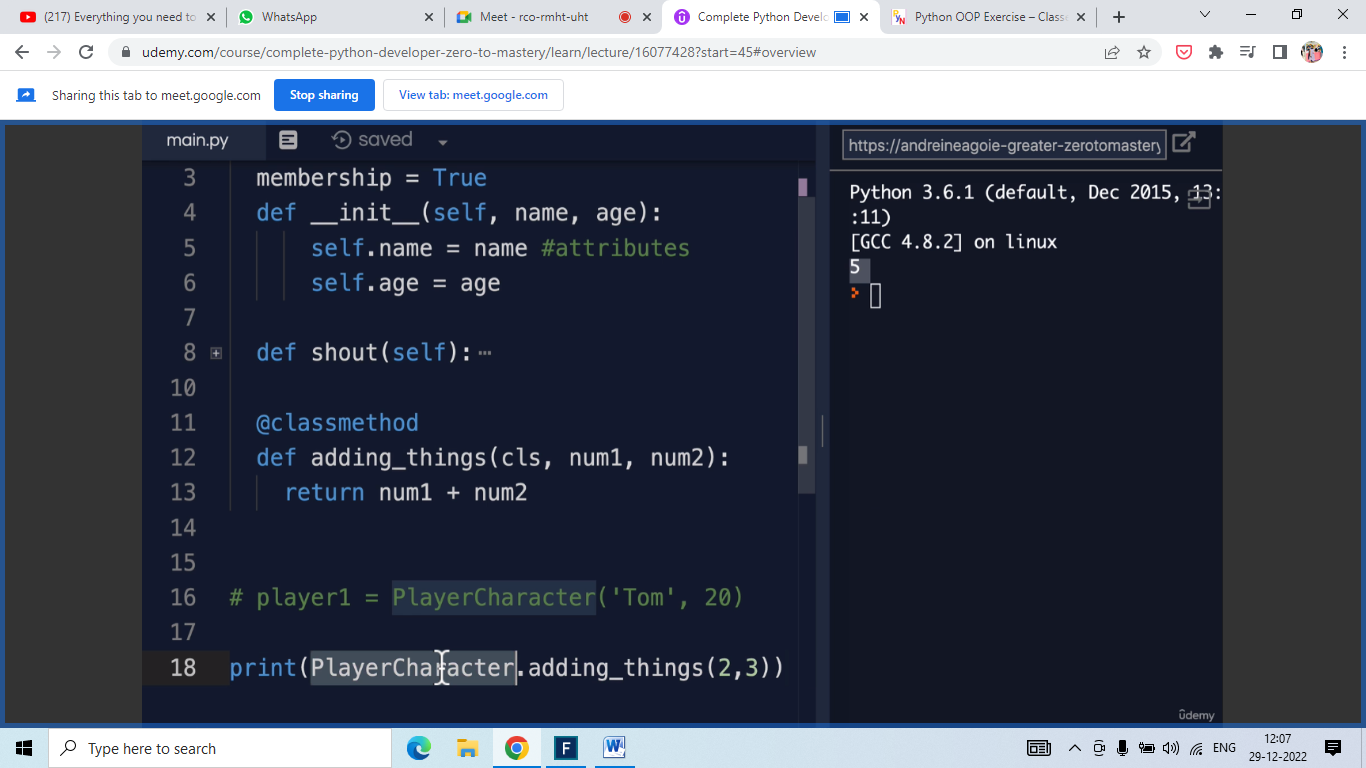 (217) Everything you need to
WhatsApp
Meet - rco-rmht-uht
Complete Python Develo
Python OOP Exercise – Classe
udemy.com/course/complete-python-developer-zero-to-mastery/learn/lecture/16077428?start=45#overview
Sharing this tab to meet.google.com
Stop sharing
View tab: meet.google.com
main.py
saved
3 membership = True
4 def __init__(self, name, age):
5 self.name = name #attributes
6 self.age = age
7
8 def shout(self):
10
11 @classmethod
12 def adding_things(cls, num1, num2):
13 return num1 + num2
14
15
16 # player1 = PlayerCharacter('Tom', 20)
17
18 print(PlayerCharacter.adding_things(2,3))
https://andreineagoie-greater-zerotomastery
Python 3.6.1 (default, Dec 2015, 13:
:11)
[GCC 4.8.2] on linux
5
ûdemy
Type here to search
F
W
ENG
12:07
29-12-2022